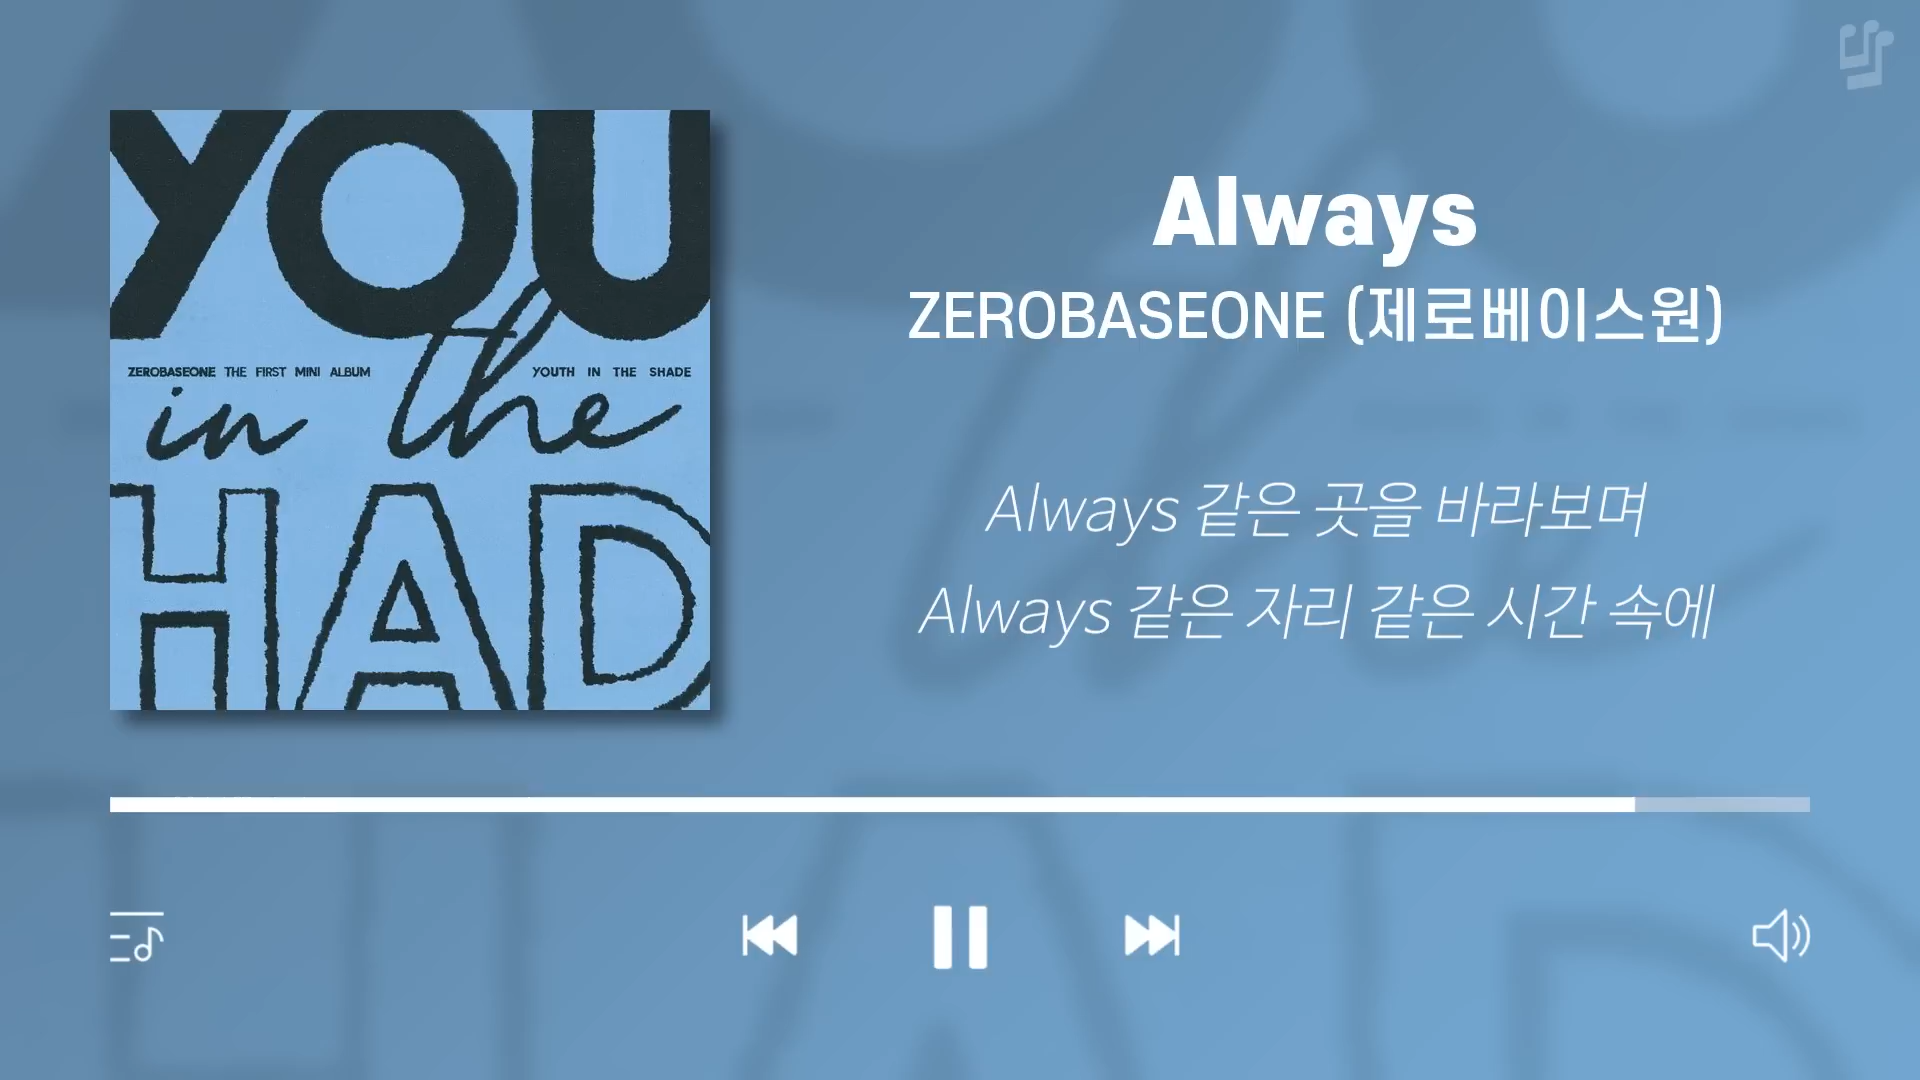 YOU
ZEROBASEONE THE FIRST MINI ALBUM
YOUTH IN THE SHADE
in the
HAD
Always
ZEROBASEONE (제로베이스원)
Always 같은 곳을 바라보며
Always 같은 자리 같은 시간 속에